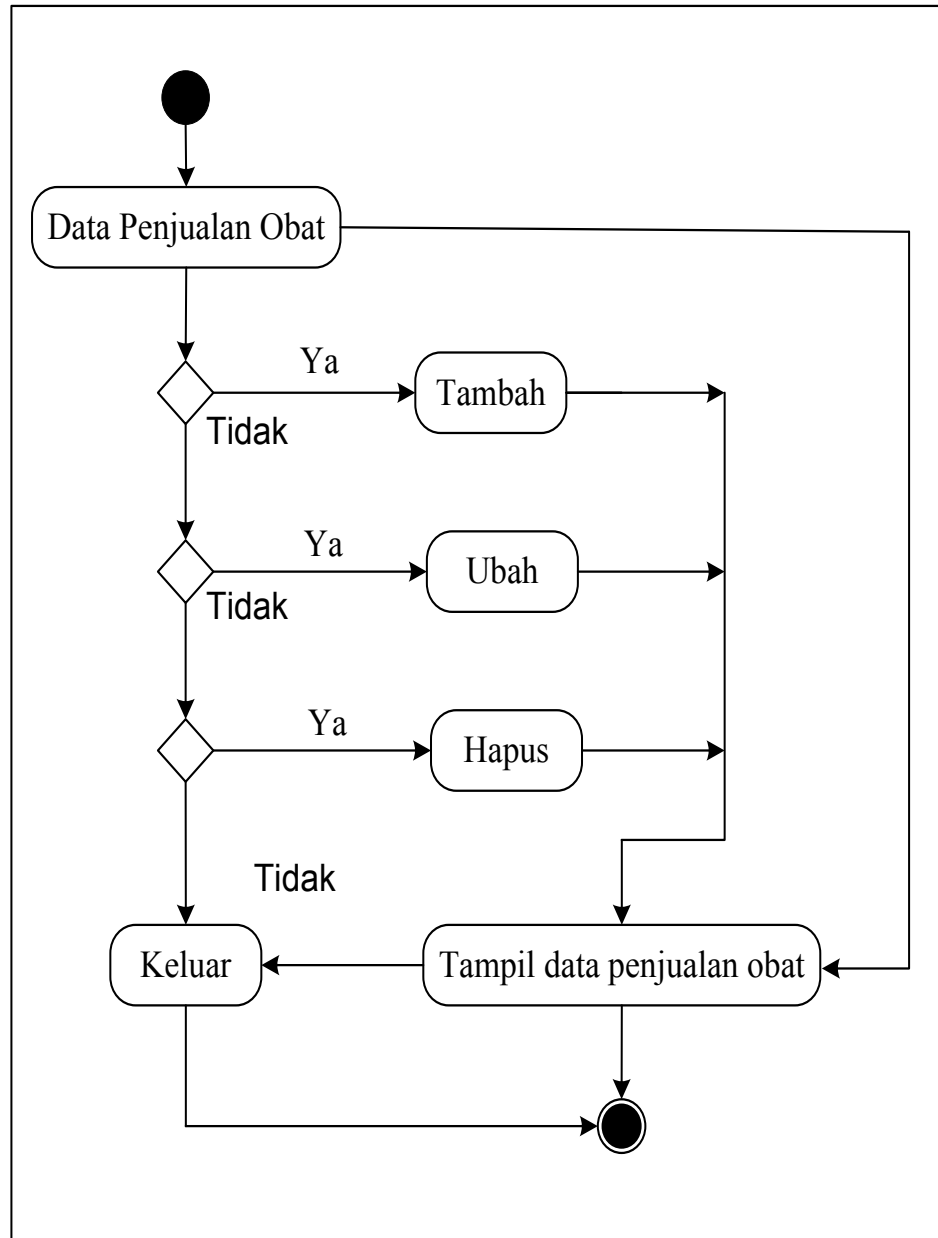 Data Penjualan Obat
Ya
Tambah
Tidak
Ya
Ubah
Tidak
Ya
Hapus
Tidak
Keluar
Tampil data penjualan obat